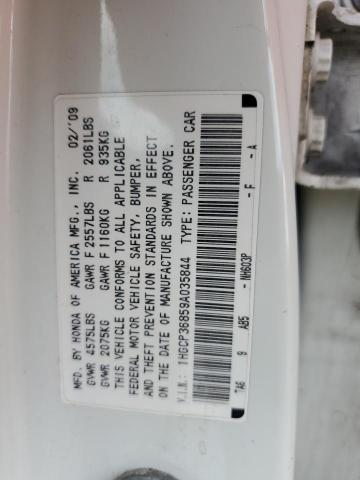 MFD. BY HONDA OF AMERICA MFG., INC. 02/'09
GVWR 4575LBS GAWR F 2557LBS R 2061LBS
GVWR 2075KG GAWR F 1160KG R 935KG
THIS VEHICLE CONFORMS TO ALL APPLICABLE
FEDERAL MOTOR VEHICLE SAFETY, BUMPER,
AND THEFT PREVENTION STANDARDS IN EFFECT
ON THE DATE OF MANUFACTURE SHOWN ABOVE.
V.I.N.: 1HGCP36859A035844 TYPE: PASSENGER CAR
7A6 9 AB5 - NH603P - F - A